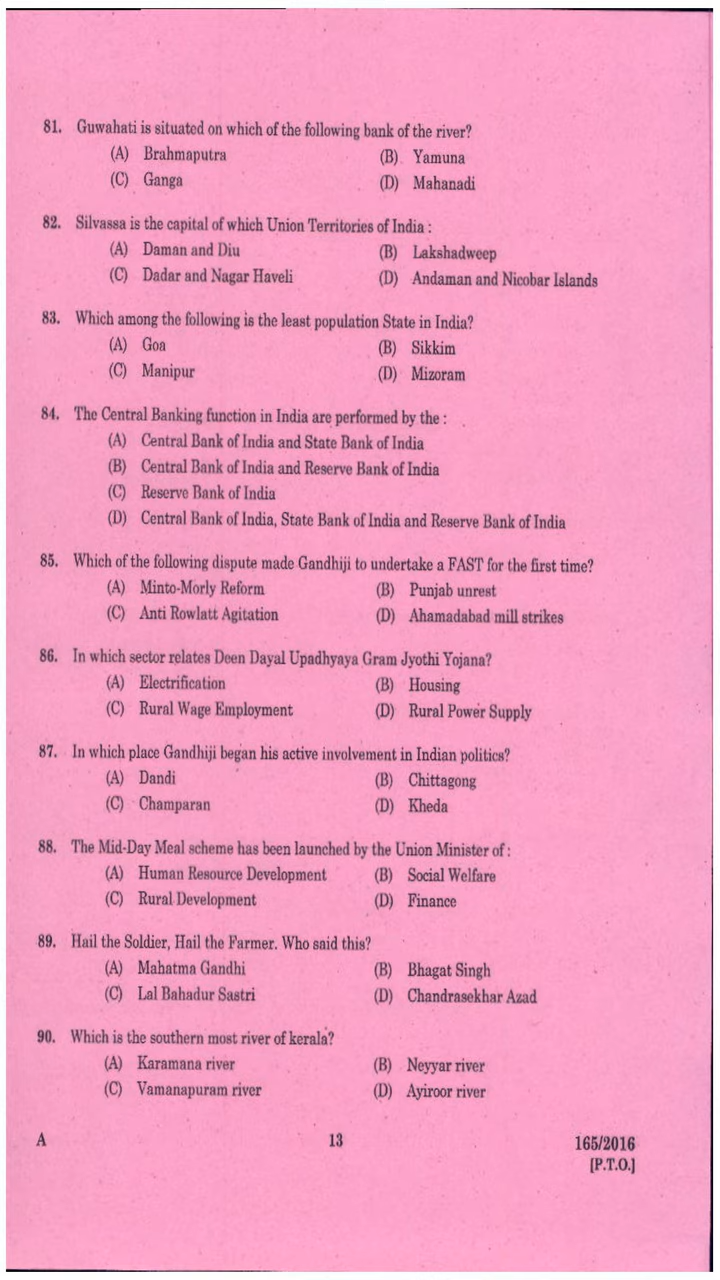 81. Guwahati is situated on which of the following bank of the river?
(A) Brahmaputra (B) Yamuna
(C) Ganga (D) Mahanadi
82. Silvassa is the capital of which Union Territories of India :
(A) Daman and Diu (B) Lakshadweep
(C) Dadar and Nagar Haveli (D) Andaman and Nicobar Islands
83. Which among the following is the least population State in India?
(A) Goa (B) Sikkim
(C) Manipur (D) Mizoram
84. The Central Banking function in India are performed by the :
(A) Central Bank of India and State Bank of India
(B) Central Bank of India and Reserve Bank of India
(C) Reserve Bank of India
(D) Central Bank of India, State Bank of India and Reserve Bank of India
85. Which of the following dispute made Gandhiji to undertake a FAST for the first time?
(A) Minto-Morly Reform (B) Punjab unrest
(C) Anti Rowlatt Agitation (D) Ahamadabad mill strikes
86. In which sector relates Deen Dayal Upadhyaya Gram Jyothi Yojana?
(A) Electrification (B) Housing
(C) Rural Wage Employment (D) Rural Power Supply
87. In which place Gandhiji began his active involvement in Indian politics?
(A) Dandi (B) Chittagong
(C) Champaran (D) Kheda
88. The Mid-Day Meal scheme has been launched by the Union Minister of :
(A) Human Resource Development (B) Social Welfare
(C) Rural Development (D) Finance
89. Hail the Soldier, Hail the Farmer. Who said this?
(A) Mahatma Gandhi (B) Bhagat Singh
(C) Lal Bahadur Sastri (D) Chandrasekhar Azad
90. Which is the southern most river of kerala?
(A) Karamana river (B) Neyyar river
(C) Vamanapuram river (D) Ayiroor river
A 13 165/2016
[P.T.O.]